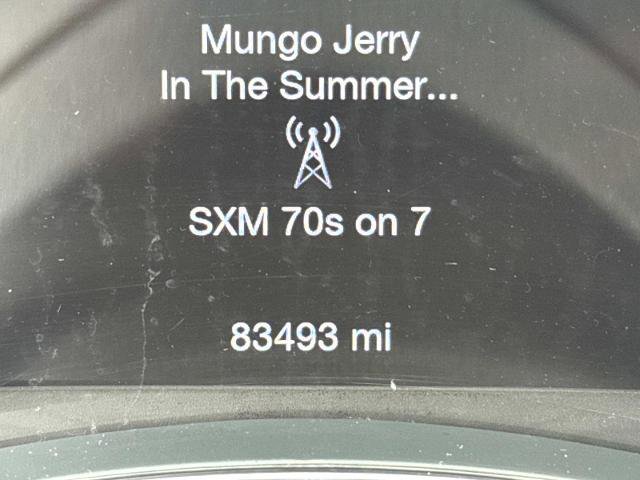 Mungo Jerry
In The Summer...
SXM 70s on 7
83493 mi